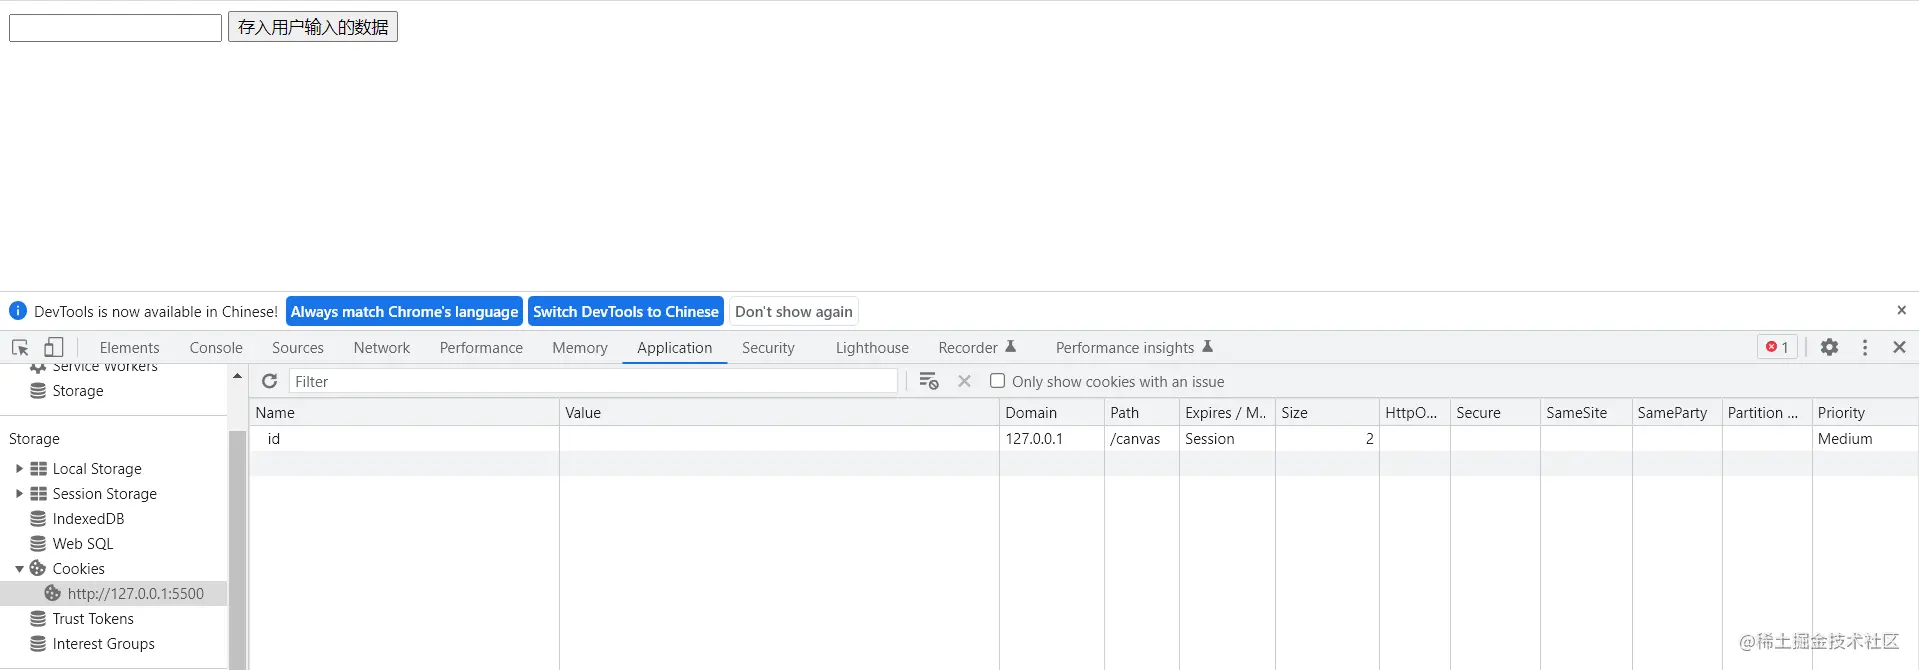 存入用户输入的数据
DevTools is now available in Chinese! Always match Chrome's language Switch DevTools to Chinese Don't show again
Elements Console Sources Network Performance Memory Application Security Lighthouse Recorder Performance insights 1
Service Workers
Storage
Filter Only show cookies with an issue
Name Value Domain Path Expires / M.. Size HttpO... Secure SameSite SameParty Partition ... Priority
id 127.0.0.1 /canvas Session 2 Medium
Storage
Local Storage
Session Storage
IndexedDB
Web SQL
Cookies
http://127.0.0.1:5500
Trust Tokens
Interest Groups
@稀土掘金技术社区